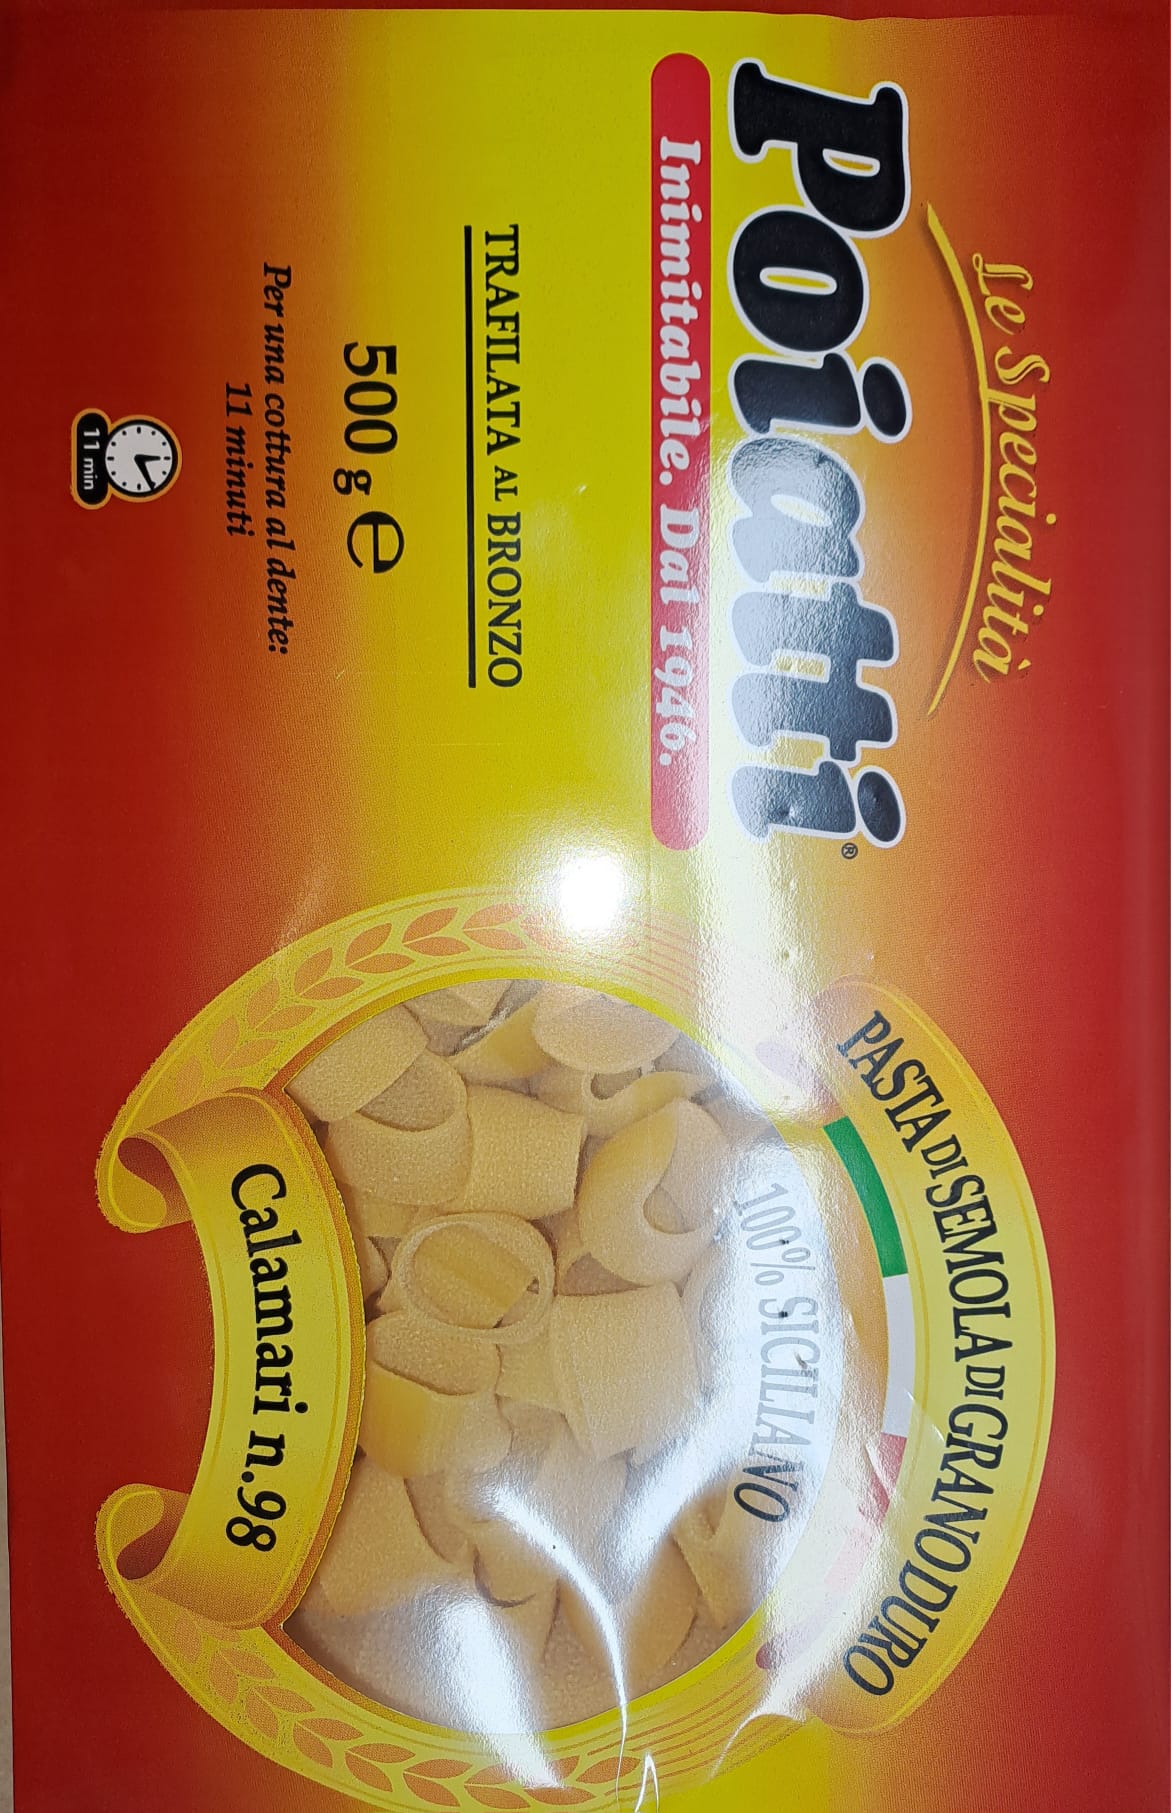 Le Specialità
Poiatti®
Inimitabile. Dal 1946.
TRAFILATA AL BRONZO
500 g ℮
Per una cottura al dente:
11 minuti
11 min
PASTA DI SEMOLA DI GRANO DURO
100% SICILIANO
Calamari n.98